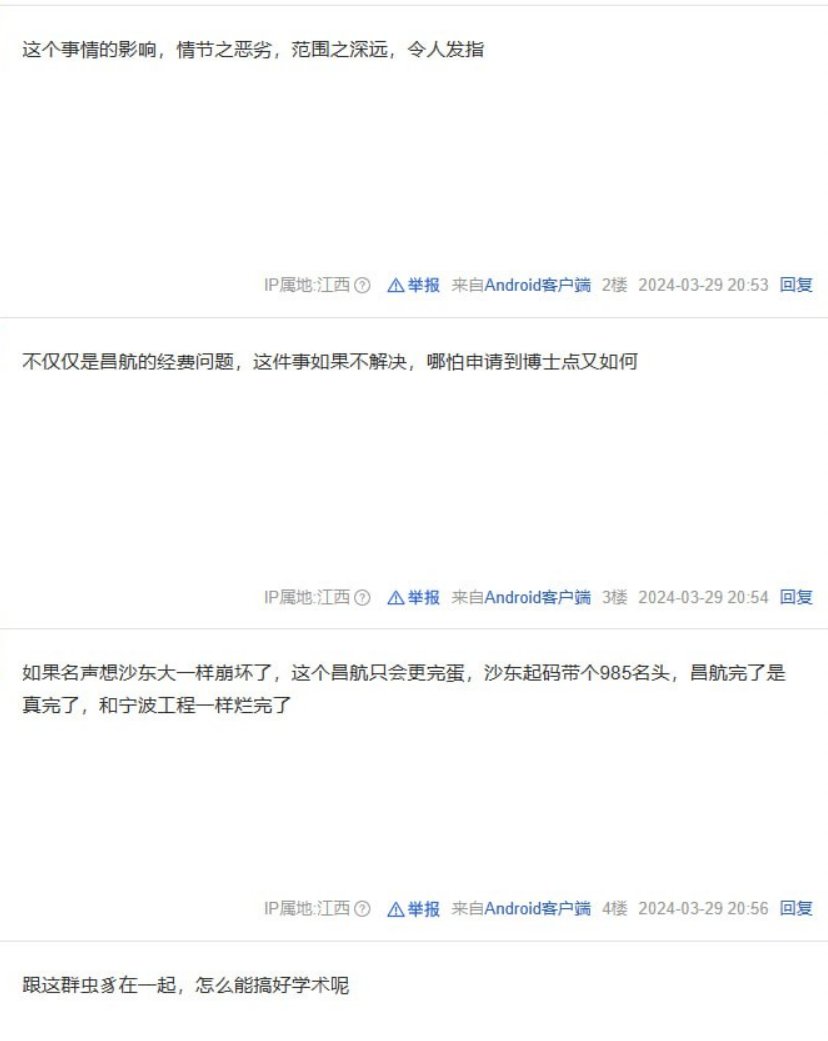 这个事情的影响，情节之恶劣，范围之深远，令人发指
IP属地:江西 举报 来自Android客户端 2楼 2024-03-29 20:53 回复
不仅仅是昌航的经费问题，这件事如果不解决，哪怕申请到博士点又如何
IP属地:江西 举报 来自Android客户端 3楼 2024-03-29 20:54 回复
如果名声想沙东大一样崩坏了，这个昌航只会更完蛋，沙东起码带个985名头，昌航完了是
真完了，和宁波工程一样烂完了
IP属地:江西 举报 来自Android客户端 4楼 2024-03-29 20:56 回复
跟这群虫豸在一起，怎么能搞好学术呢